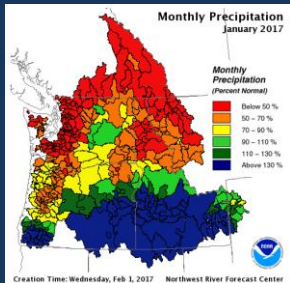 Monthly Precipitation
January 2017
Monthly
Precipitation
(Percent Normal)
Below 50 %
50 – 70 %
70 – 90 %
90 – 110 %
110 – 130 %
Above 130 %
Creation Time: Wednesday, Feb 1, 2017 Northwest River Forecast Center